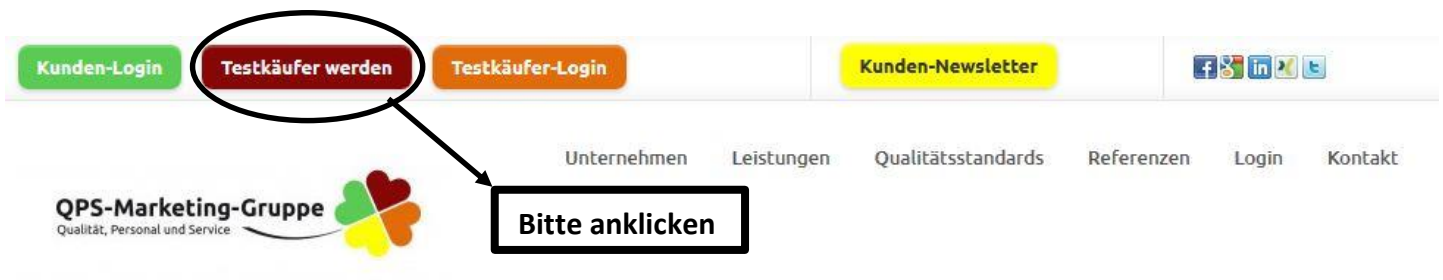 Kunden-Login Testkäufer werden Testkäufer-Login Kunden-Newsletter
Unternehmen Leistungen Qualitätsstandards Referenzen Login Kontakt
QPS-Marketing-Gruppe
Qualität, Personal und Service
Bitte anklicken